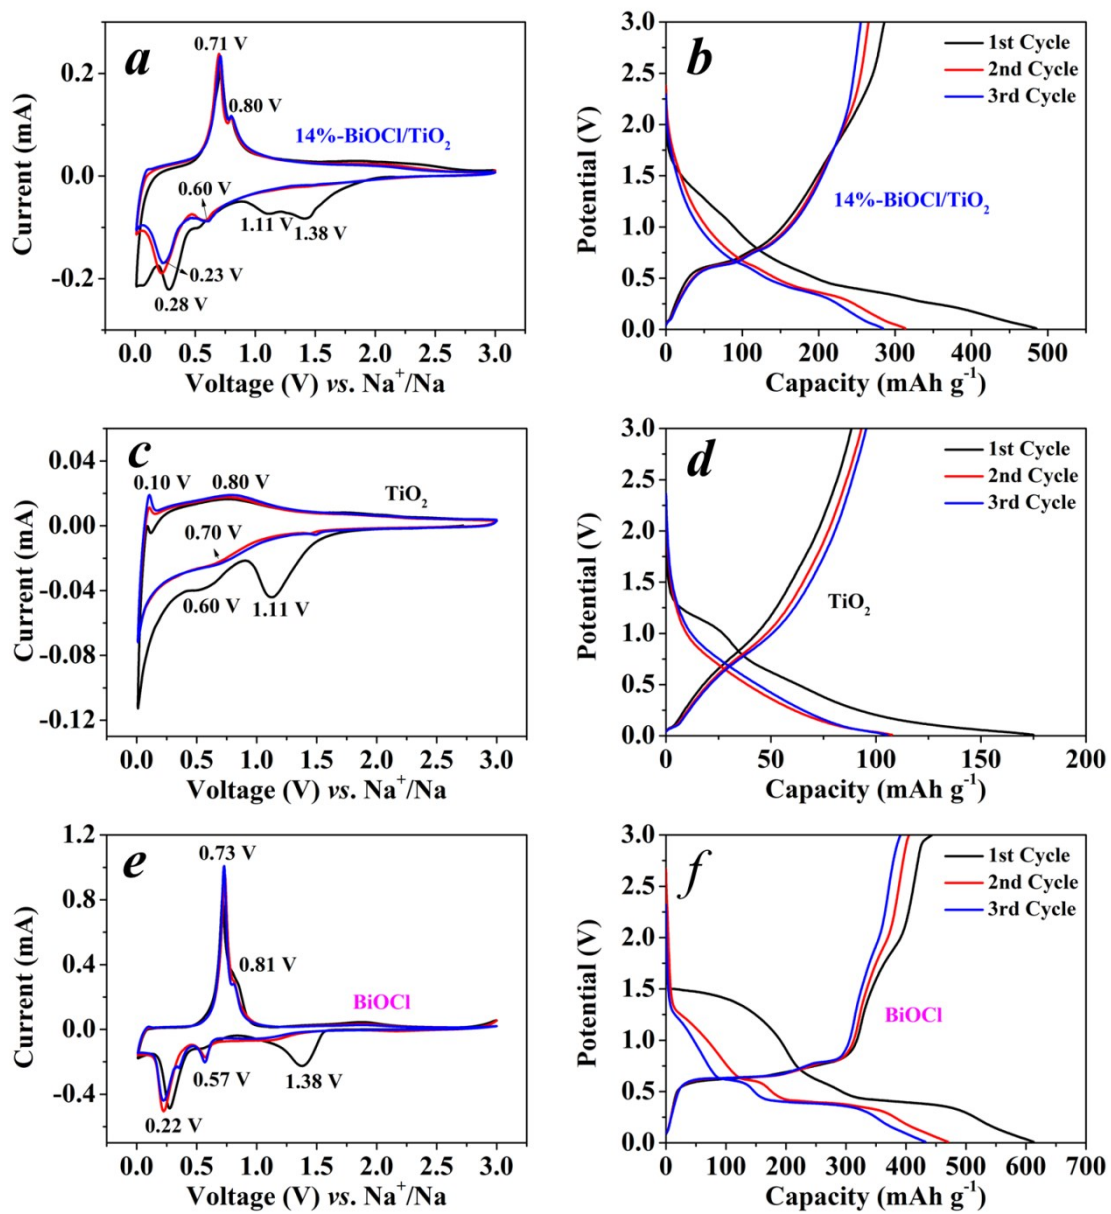 a
0.71 V
0.80 V
14%-BiOCl/TiO₂
0.60 V
1.11 V
1.38 V
0.23 V
0.28 V
Current (mA)
0.2
0.0
-0.2
0.0 0.5 1.0 1.5 2.0 2.5 3.0
Voltage (V) vs. Na⁺/Na
b
1st Cycle
2nd Cycle
3rd Cycle
14%-BiOCl/TiO₂
Potential (V)
3.0
2.5
2.0
1.5
1.0
0.5
0.0
0 100 200 300 400 500
Capacity (mAh g⁻¹)
c
0.10 V
0.80 V
TiO₂
0.70 V
0.60 V
1.11 V
Current (mA)
0.04
0.00
-0.04
-0.08
-0.12
0.0 0.5 1.0 1.5 2.0 2.5 3.0
Voltage (V) vs. Na⁺/Na
d
1st Cycle
2nd Cycle
3rd Cycle
TiO₂
Potential (V)
3.0
2.5
2.0
1.5
1.0
0.5
0.0
0 50 100 150 200
Capacity (mAh g⁻¹)
e
0.73 V
0.81 V
BiOCl
0.57 V
1.38 V
0.22 V
Current (mA)
1.2
0.8
0.4
0.0
-0.4
0.0 0.5 1.0 1.5 2.0 2.5 3.0
Voltage (V) vs. Na⁺/Na
f
1st Cycle
2nd Cycle
3rd Cycle
BiOCl
Potential (V)
3.0
2.5
2.0
1.5
1.0
0.5
0.0
0 100 200 300 400 500 600 700
Capacity (mAh g⁻¹)